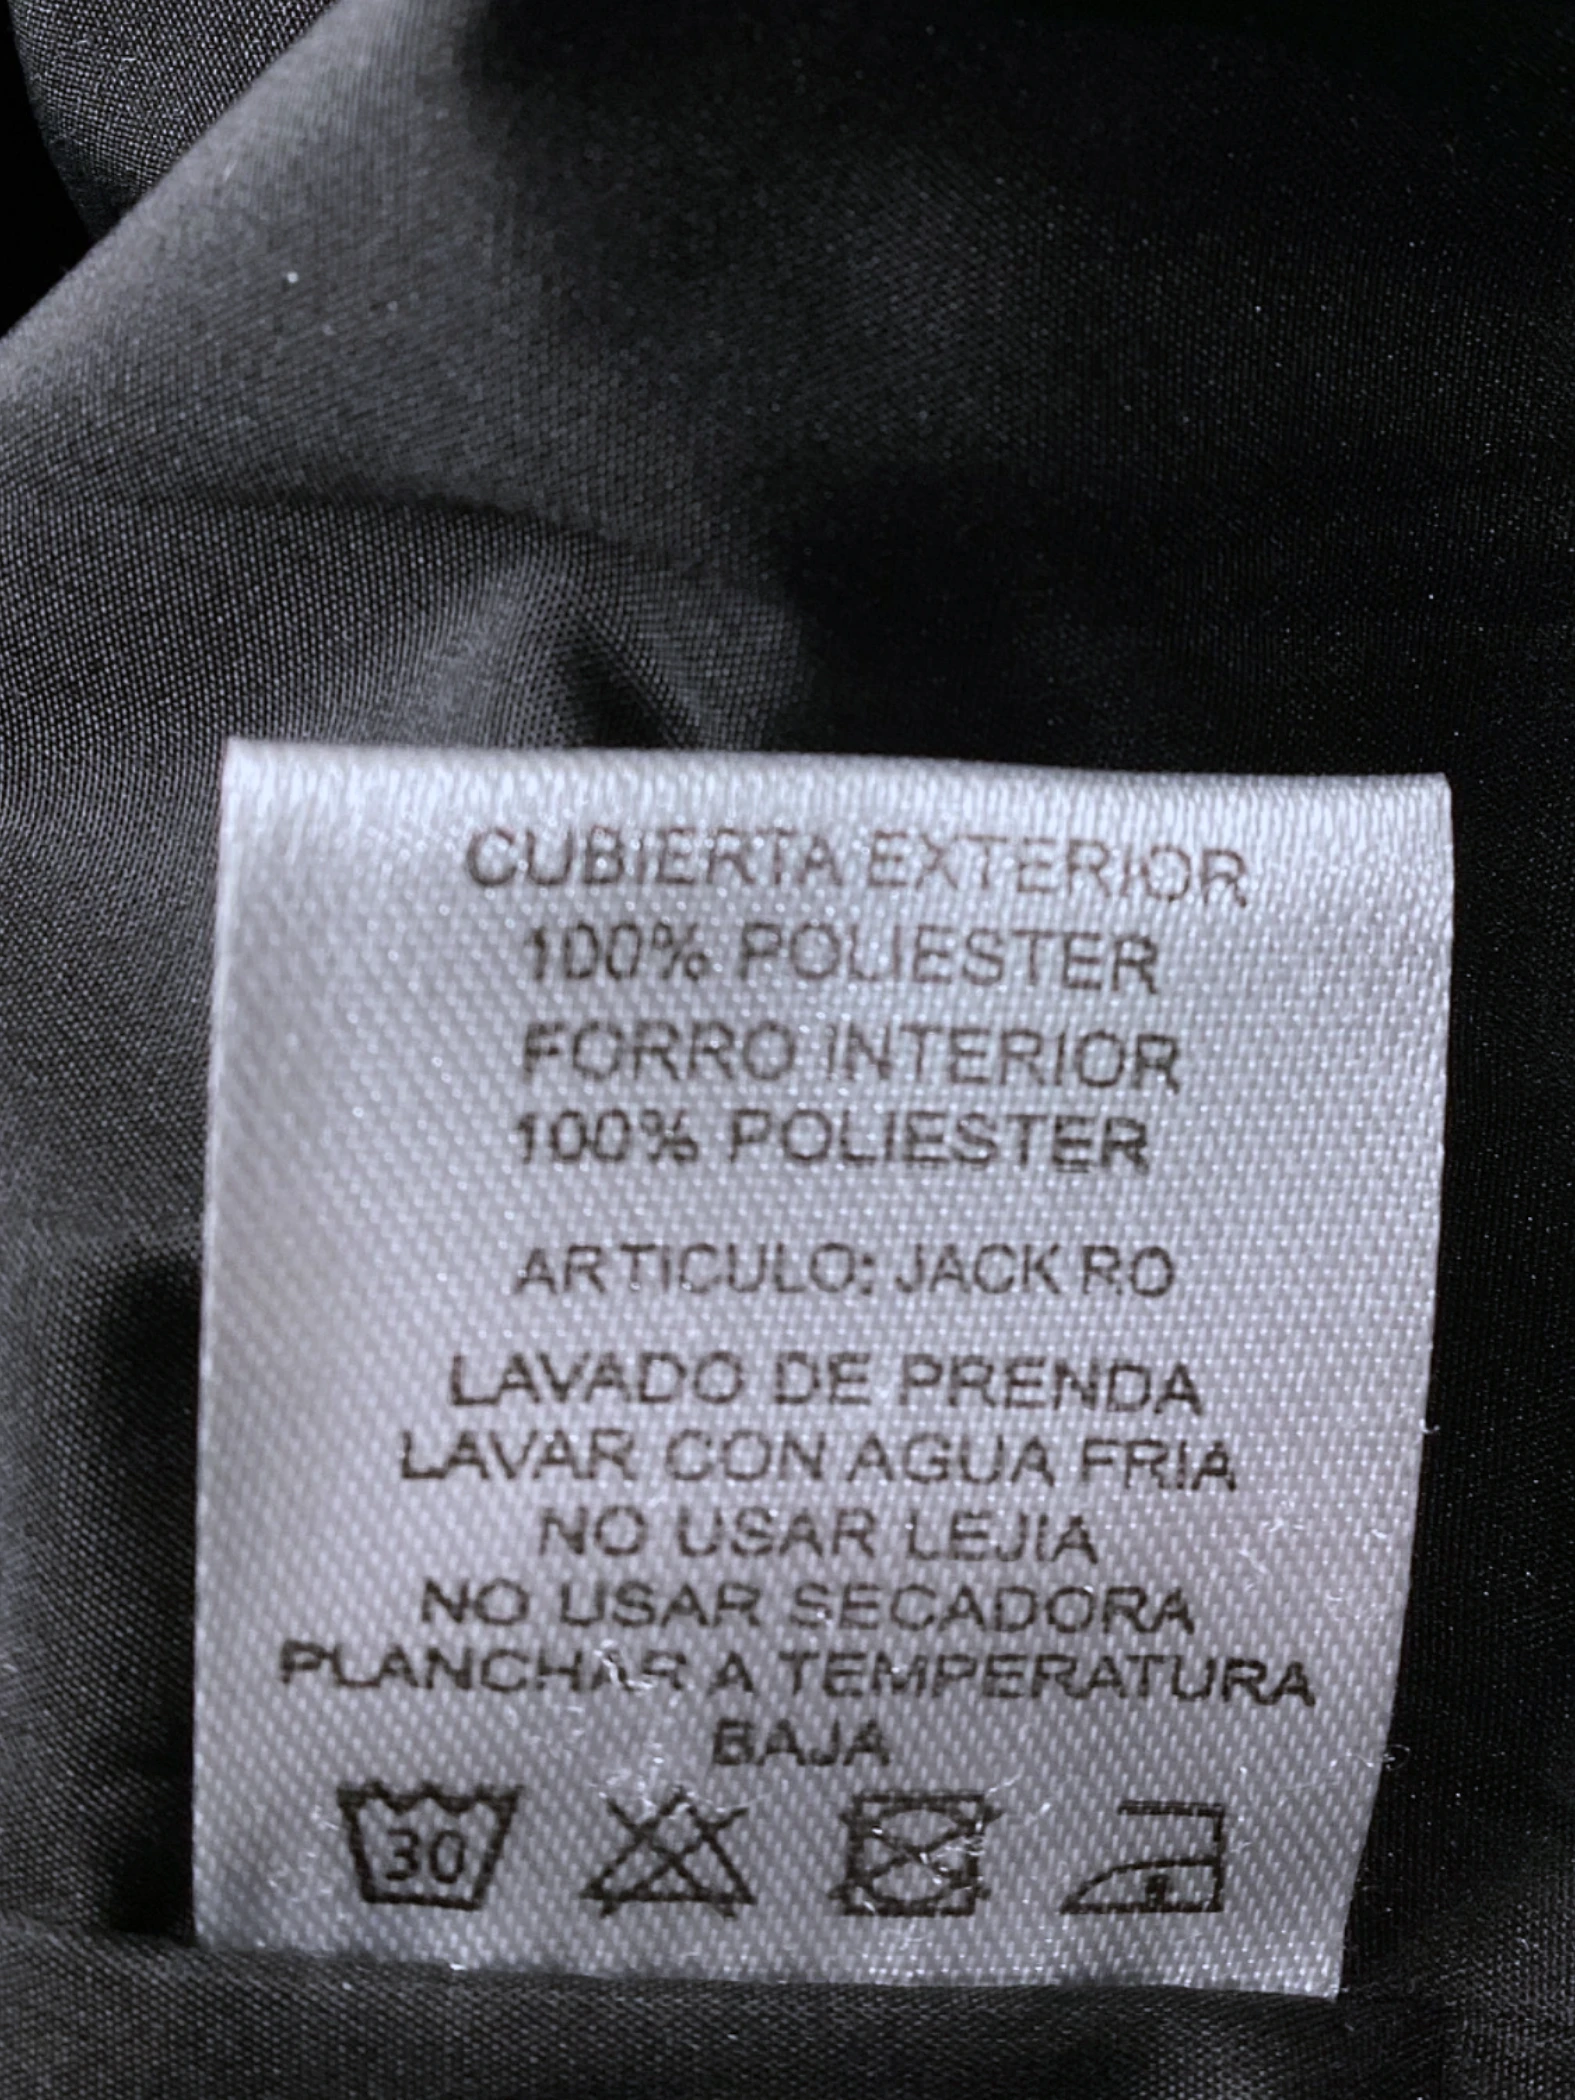 CUBIERTA EXTERIOR
100% POLIESTER
FORRO INTERIOR
100% POLIESTER
ARTICULO: JACK RO
LAVADO DE PRENDA
LAVAR CON AGUA FRIA
NO USAR LEJIA
NO USAR SECADORA
PLANCHAR A TEMPERATURA
BAJA
30